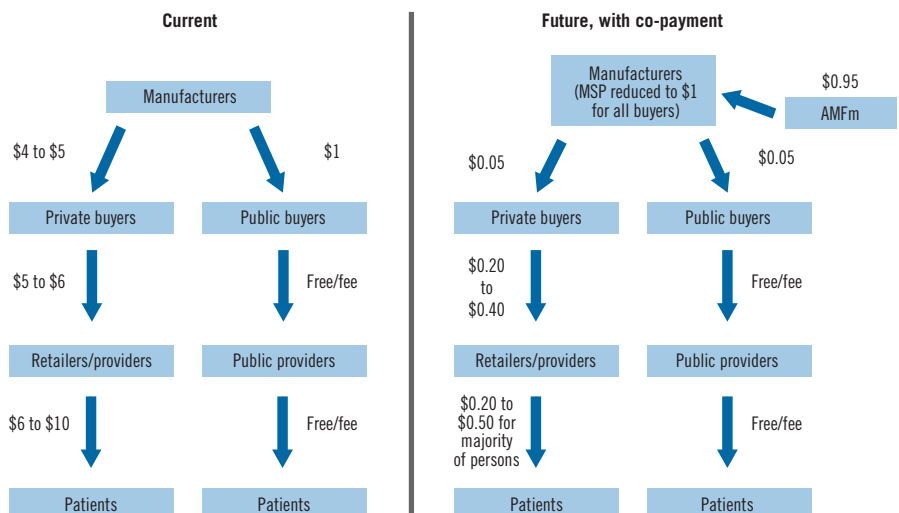 Current
Manufacturers
$4 to $5
$1
Private buyers
Public buyers
$5 to $6
Free/fee
Retailers/providers
Public providers
$6 to $10
Free/fee
Patients
Patients
Future, with co-payment
Manufacturers
(MSP reduced to $1
for all buyers)
$0.95
AMFm
$0.05
$0.05
Private buyers
Public buyers
$0.20
to
$0.40
Free/fee
Retailers/providers
Public providers
$0.20 to
$0.50 for
majority
of persons
Free/fee
Patients
Patients